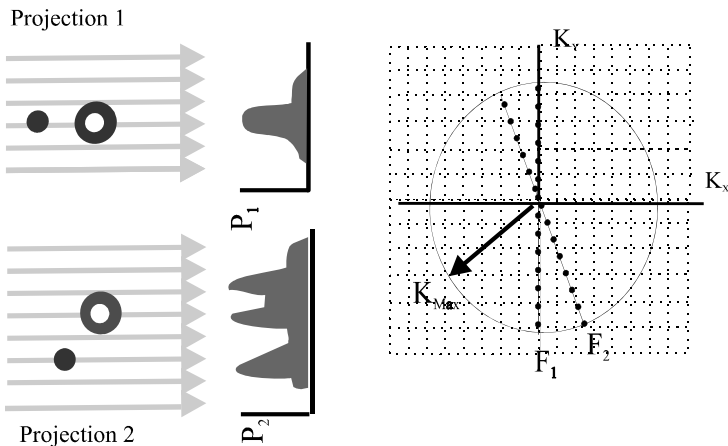 Projection 1
P1
Projection 2
P2
KY
KX
KMax
F1
F2